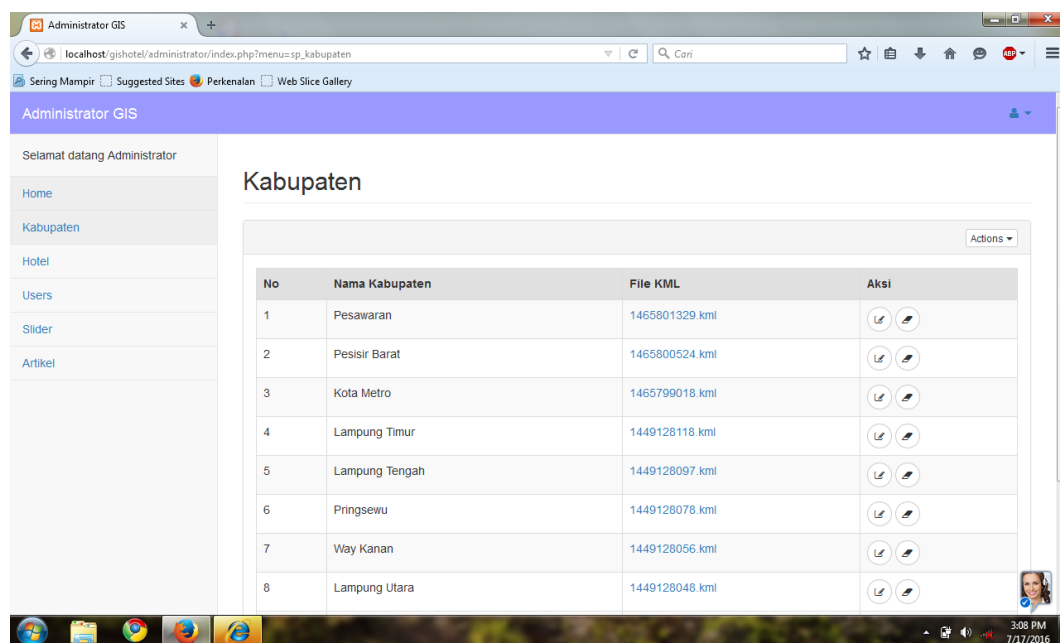 Administrator GIS
localhost/gishotel/administrator/index.php?menu=sp_kabupaten
Cari
ABP
Sering Mampir Suggested Sites Perkenalan Web Slice Gallery
Administrator GIS
Selamat datang Administrator
Home
Kabupaten
Hotel
Users
Slider
Artikel
Kabupaten
Actions
No Nama Kabupaten File KML Aksi
1 Pesawaran 1465801329.kml
2 Pesisir Barat 1465800524.kml
3 Kota Metro 1465799018.kml
4 Lampung Timur 1449128118.kml
5 Lampung Tengah 1449128097.kml
6 Pringsewu 1449128078.kml
7 Way Kanan 1449128056.kml
8 Lampung Utara 1449128048.kml
3:08 PM
7/17/2016